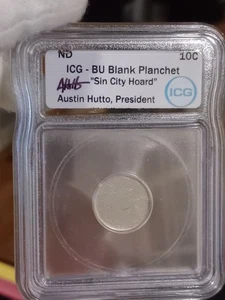 ND 10C
ICG - BU Blank Planchet
"Sin City Hoard"
Austin Hutto, President
ICG